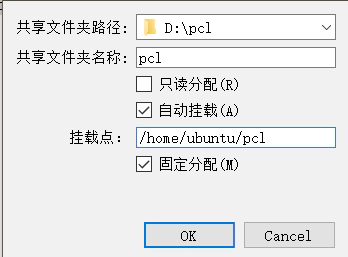 共享文件夹路径: D:\pcl
共享文件夹名称: pcl
只读分配(R)
自动挂载(A)
挂载点: /home/ubuntu/pcl
固定分配(M)
OK Cancel